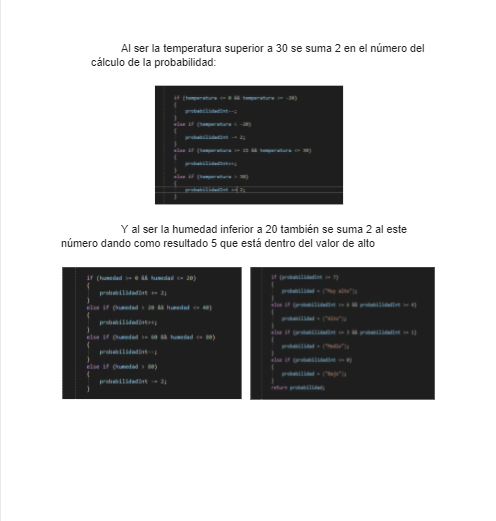 Al ser la temperatura superior a 30 se suma 2 en el número del
cálculo de la probabilidad:
if (temperatura <= 0 && temperatura >= -30)
{
probabilidadInt--;
}
else if (temperatura < -30)
{
probabilidadInt -= 2;
}
else if (temperatura >= && temperatura <= 30)
{
probabilidadInt++;
}
else if (temperatura > 30)
{
probabilidadInt += 2;
}
Y al ser la humedad inferior a 20 también se suma 2 al este
número dando como resultado 5 que está dentro del valor de alto
if (humedad >= 0 && humedad <= 20)
{
probabilidadInt += 2;
}
else if (humedad > 20 && humedad <= 40)
{
probabilidadInt++;
}
else if (humedad >= 60 && humedad <= 80)
{
probabilidadInt--;
}
else if (humedad > 80)
{
probabilidadInt -= 2;
}
if (probabilidadInt >= 7)
{
probabilidad = ("Muy Alto");
}
else if (probabilidadInt <= 6 && probabilidadInt >= 4)
{
probabilidad = ("Alto");
}
else if (probabilidadInt <= 3 && probabilidadInt >= 1)
{
probabilidad = ("Medio");
}
else if (probabilidadInt <= 0)
{
probabilidad = ("Bajo");
}
return probabilidad;